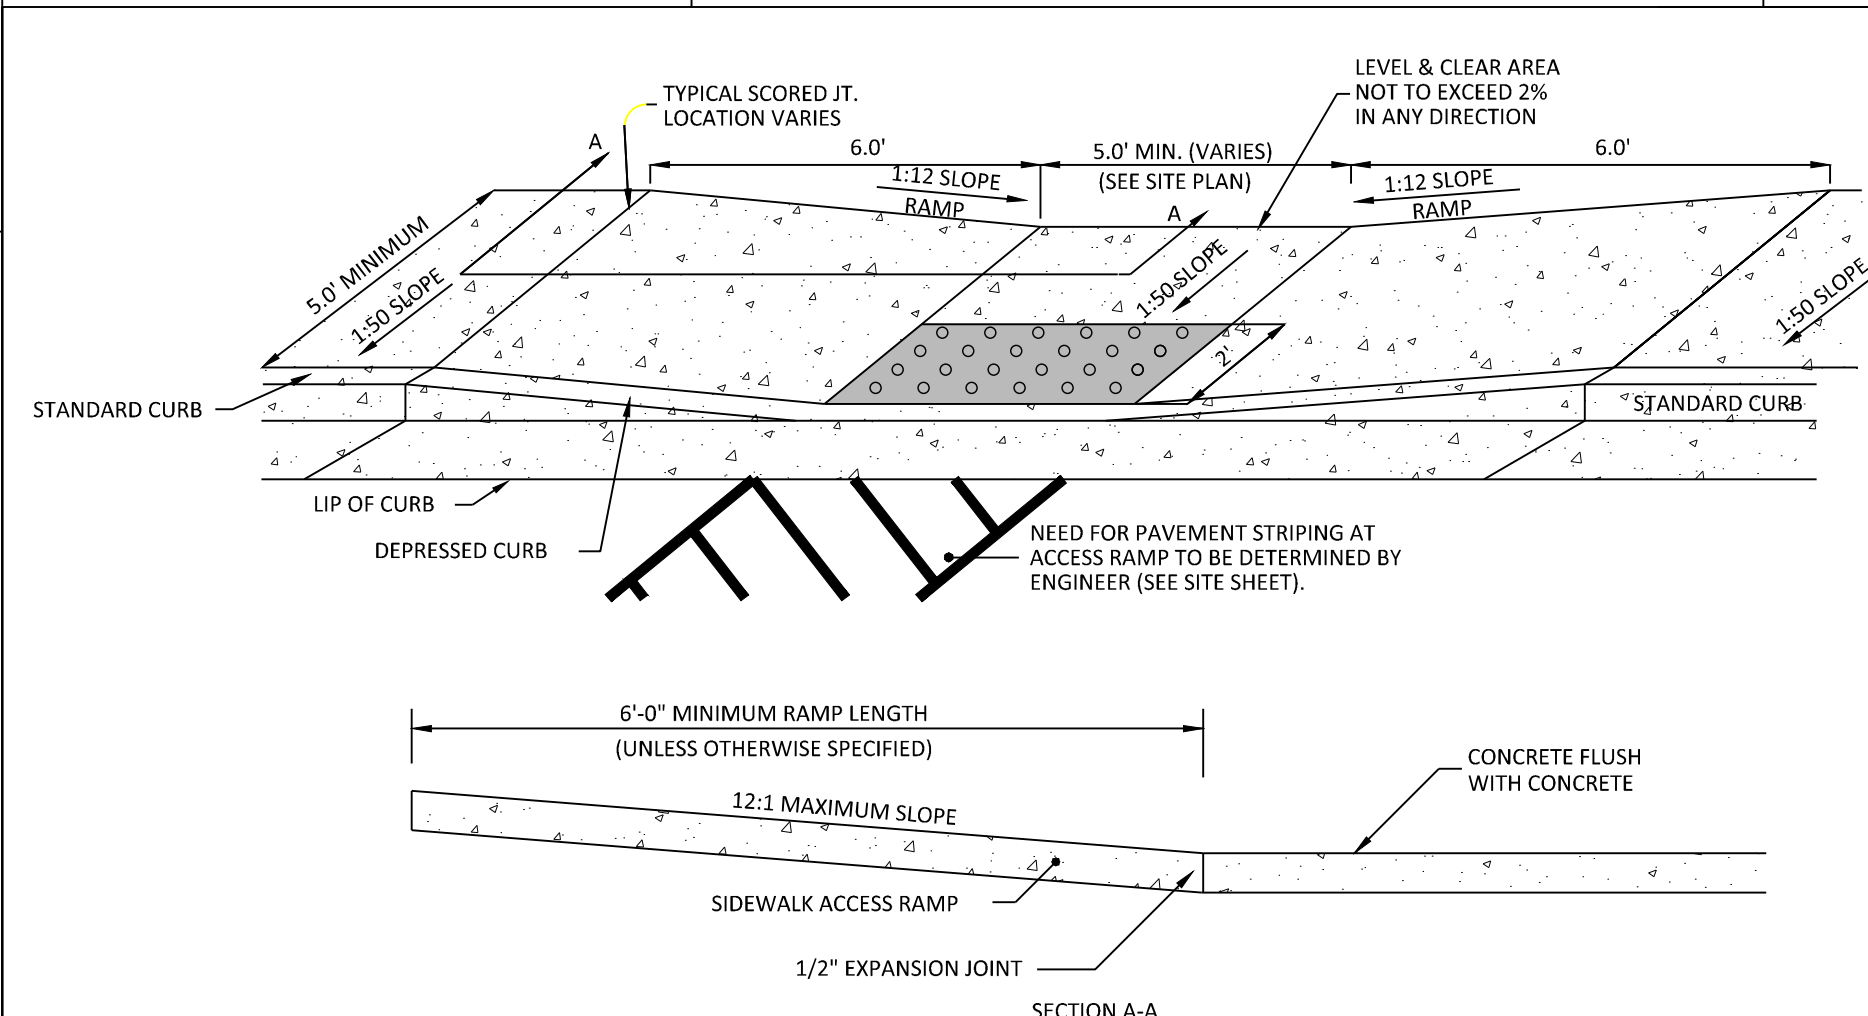 TYPICAL SCORED JT.
LOCATION VARIES
LEVEL & CLEAR AREA
NOT TO EXCEED 2%
IN ANY DIRECTION
A
6.0'
5.0' MIN. (VARIES)
(SEE SITE PLAN)
6.0'
1:12 SLOPE
RAMP
1:12 SLOPE
RAMP
A
5.0' MINIMUM
1:50 SLOPE
1:50 SLOPE
1:50 SLOPE
2'
STANDARD CURB
STANDARD CURB
LIP OF CURB
DEPRESSED CURB
NEED FOR PAVEMENT STRIPING AT
ACCESS RAMP TO BE DETERMINED BY
ENGINEER (SEE SITE SHEET).
6'-0" MINIMUM RAMP LENGTH
(UNLESS OTHERWISE SPECIFIED)
CONCRETE FLUSH
WITH CONCRETE
12:1 MAXIMUM SLOPE
SIDEWALK ACCESS RAMP
1/2" EXPANSION JOINT
SECTION A-A